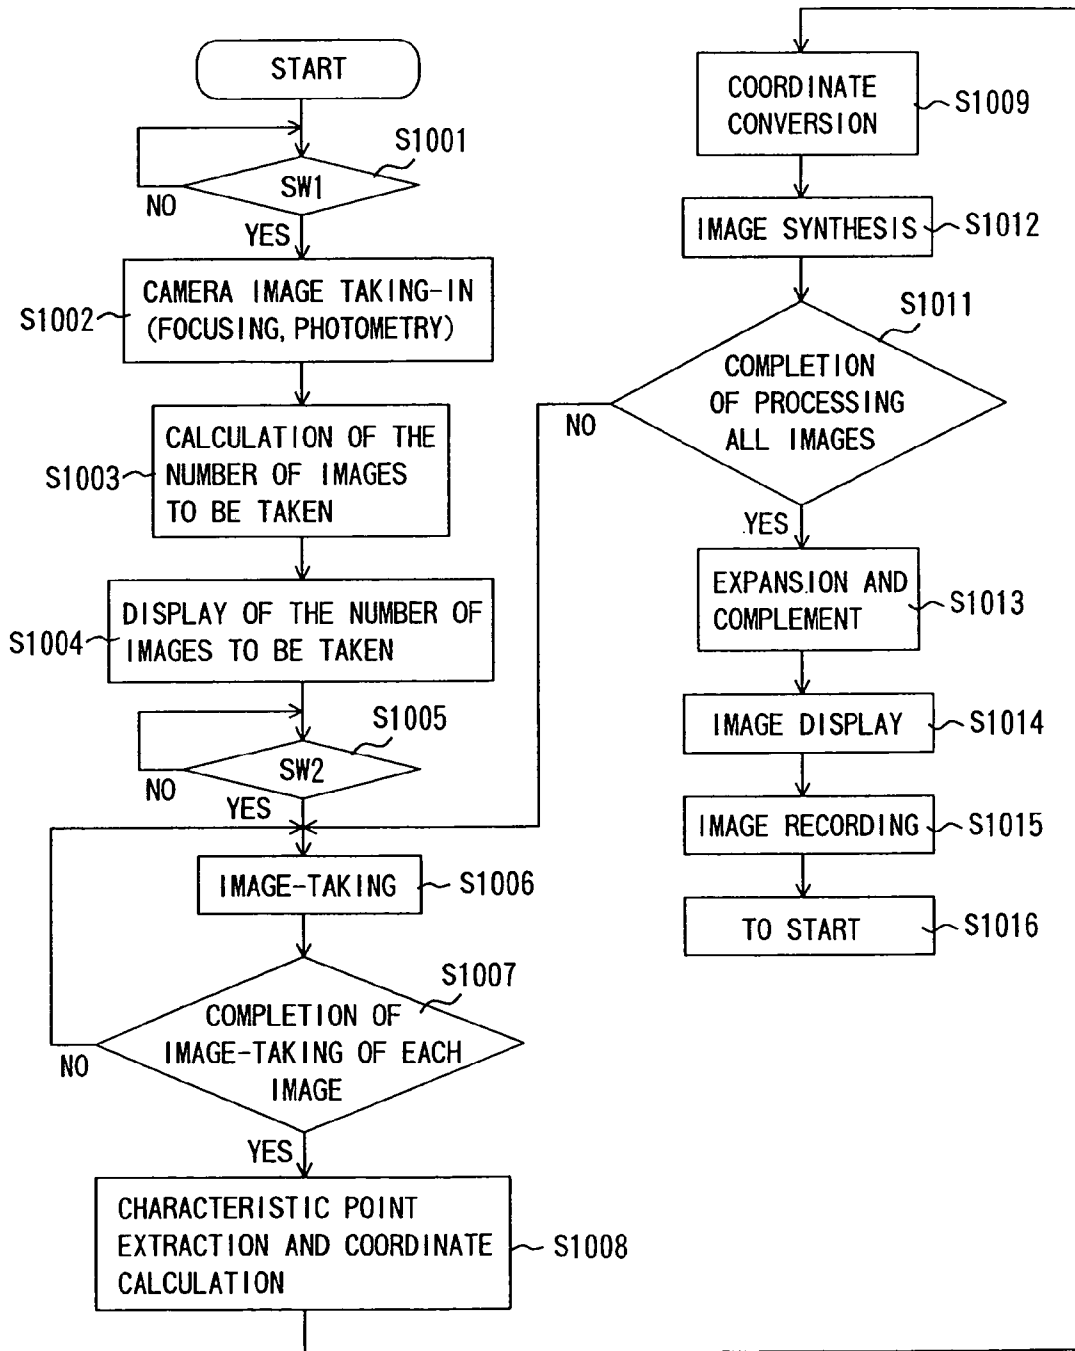 START
S1001
SW1
NO
YES
S1002
CAMERA IMAGE TAKING-IN
(FOCUSING, PHOTOMETRY)
S1003
CALCULATION OF THE
NUMBER OF IMAGES
TO BE TAKEN
S1004
DISPLAY OF THE NUMBER OF
IMAGES TO BE TAKEN
S1005
SW2
NO
YES
IMAGE-TAKING
S1006
S1007
COMPLETION OF
IMAGE-TAKING OF EACH
IMAGE
NO
YES
CHARACTERISTIC POINT
EXTRACTION AND COORDINATE
CALCULATION
S1008
COORDINATE
CONVERSION
S1009
IMAGE SYNTHESIS
S1012
S1011
COMPLETION
OF PROCESSING
ALL IMAGES
NO
YES
EXPANSION AND
COMPLEMENT
S1013
IMAGE DISPLAY
S1014
IMAGE RECORDING
S1015
TO START
S1016